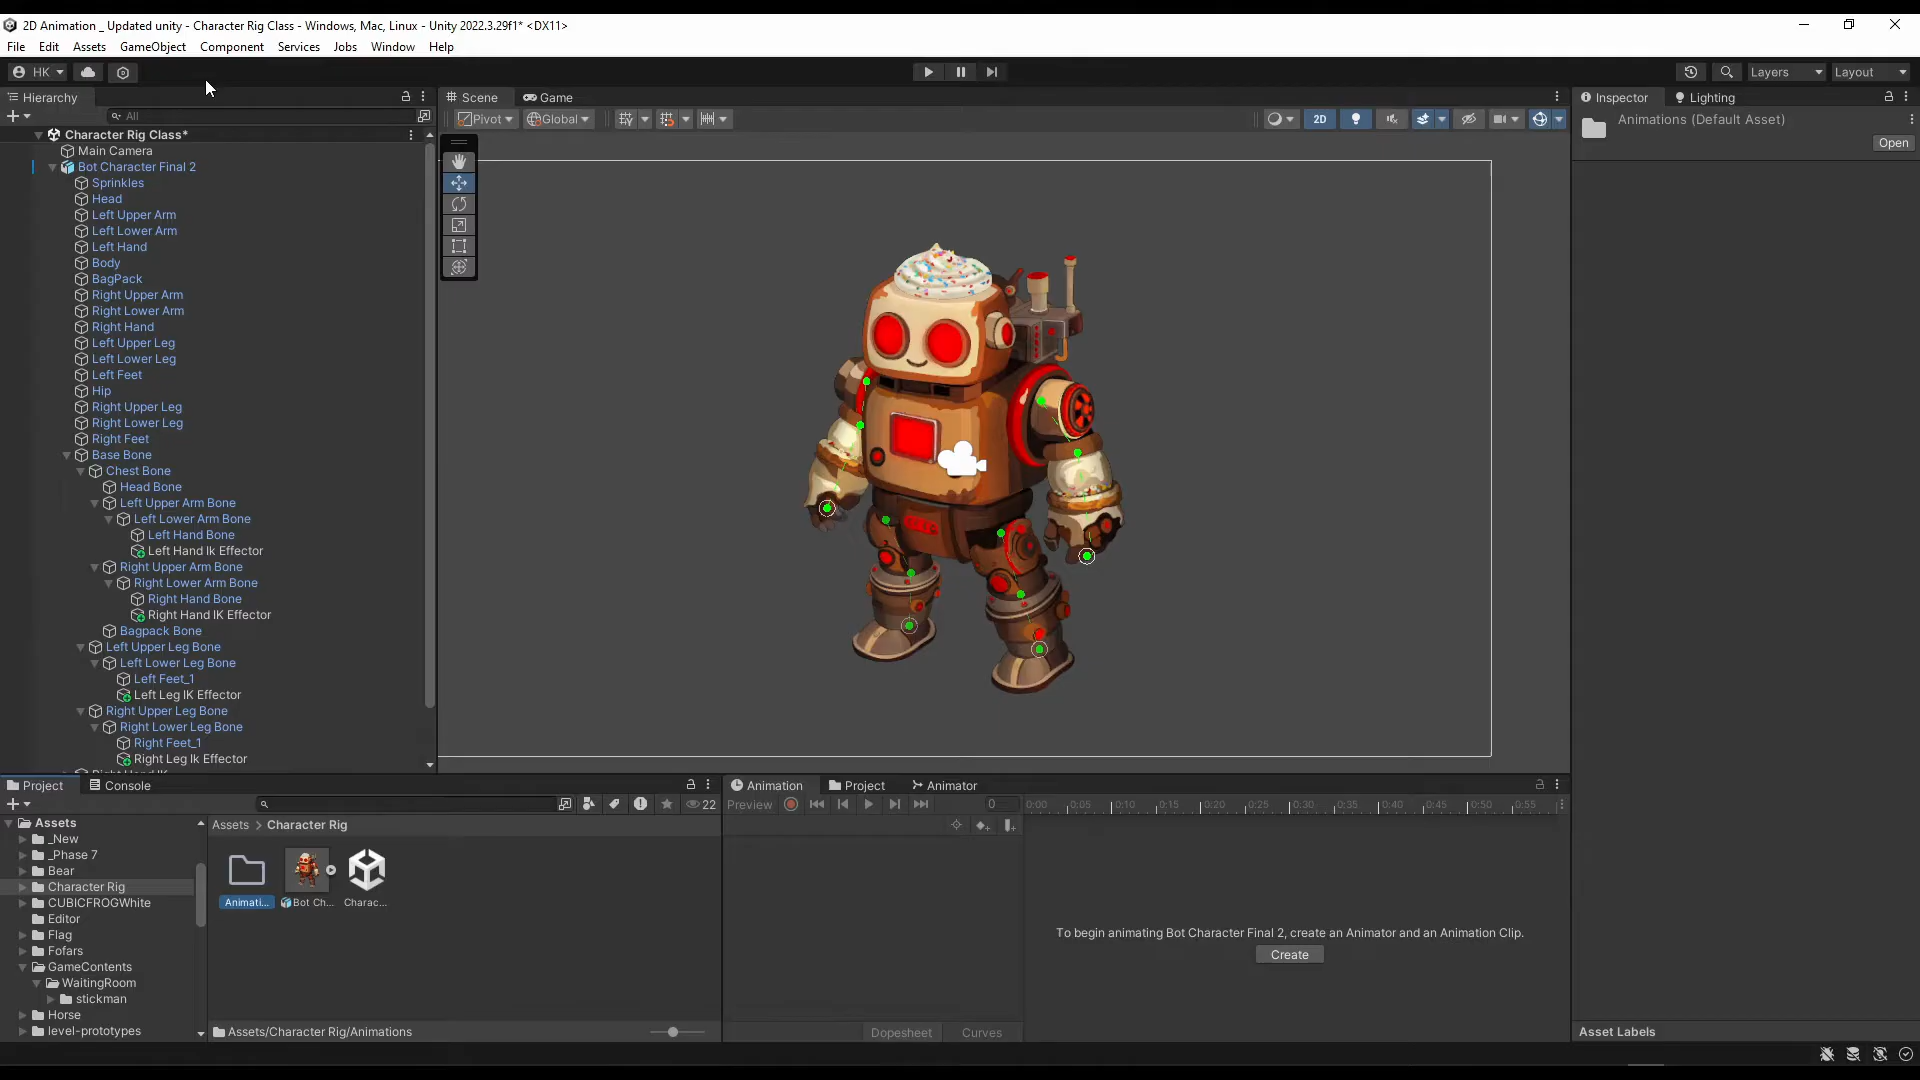 2D Animation _ Updated unity - Character Rig Class - Windows, Mac, Linux - Unity 2022.3.29f1* <DX11>
File Edit Assets GameObject Component Services Jobs Window Help
HK
Layers
Layout
Hierarchy
All
Character Rig Class*
Main Camera
Bot Character Final 2
Sprinkles
Head
Left Upper Arm
Left Lower Arm
Left Hand
Body
BagPack
Right Upper Arm
Right Lower Arm
Right Hand
Left Upper Leg
Left Lower Leg
Left Feet
Hip
Right Upper Leg
Right Lower Leg
Right Feet
Base Bone
Chest Bone
Head Bone
Left Upper Arm Bone
Left Lower Arm Bone
Left Hand Bone
Left Hand Ik Effector
Right Upper Arm Bone
Right Lower Arm Bone
Right Hand Bone
Right Hand IK Effector
Bagpack Bone
Left Upper Leg Bone
Left Lower Leg Bone
Left Feet_1
Left Leg IK Effector
Right Upper Leg Bone
Right Lower Leg Bone
Right Feet_1
Right Leg Ik Effector
Scene Game
Pivot Global
2D
Inspector Lighting
Animations (Default Asset)
Open
Project Console
22
Assets
_New
_Phase 7
Bear
Character Rig
CUBICFROGWhite
Editor
Flag
Fofars
GameContents
WaitingRoom
stickman
Horse
level-prototypes
Assets > Character Rig
Animati... Bot Ch... Charac...
Assets/Character Rig/Animations
Animation Project Animator
Preview
0
0:00 0:05 0:10 0:15 0:20 0:25 0:30 0:35 0:40 0:45 0:50 0:55
To begin animating Bot Character Final 2, create an Animator and an Animation Clip.
Create
Dopesheet Curves
Asset Labels